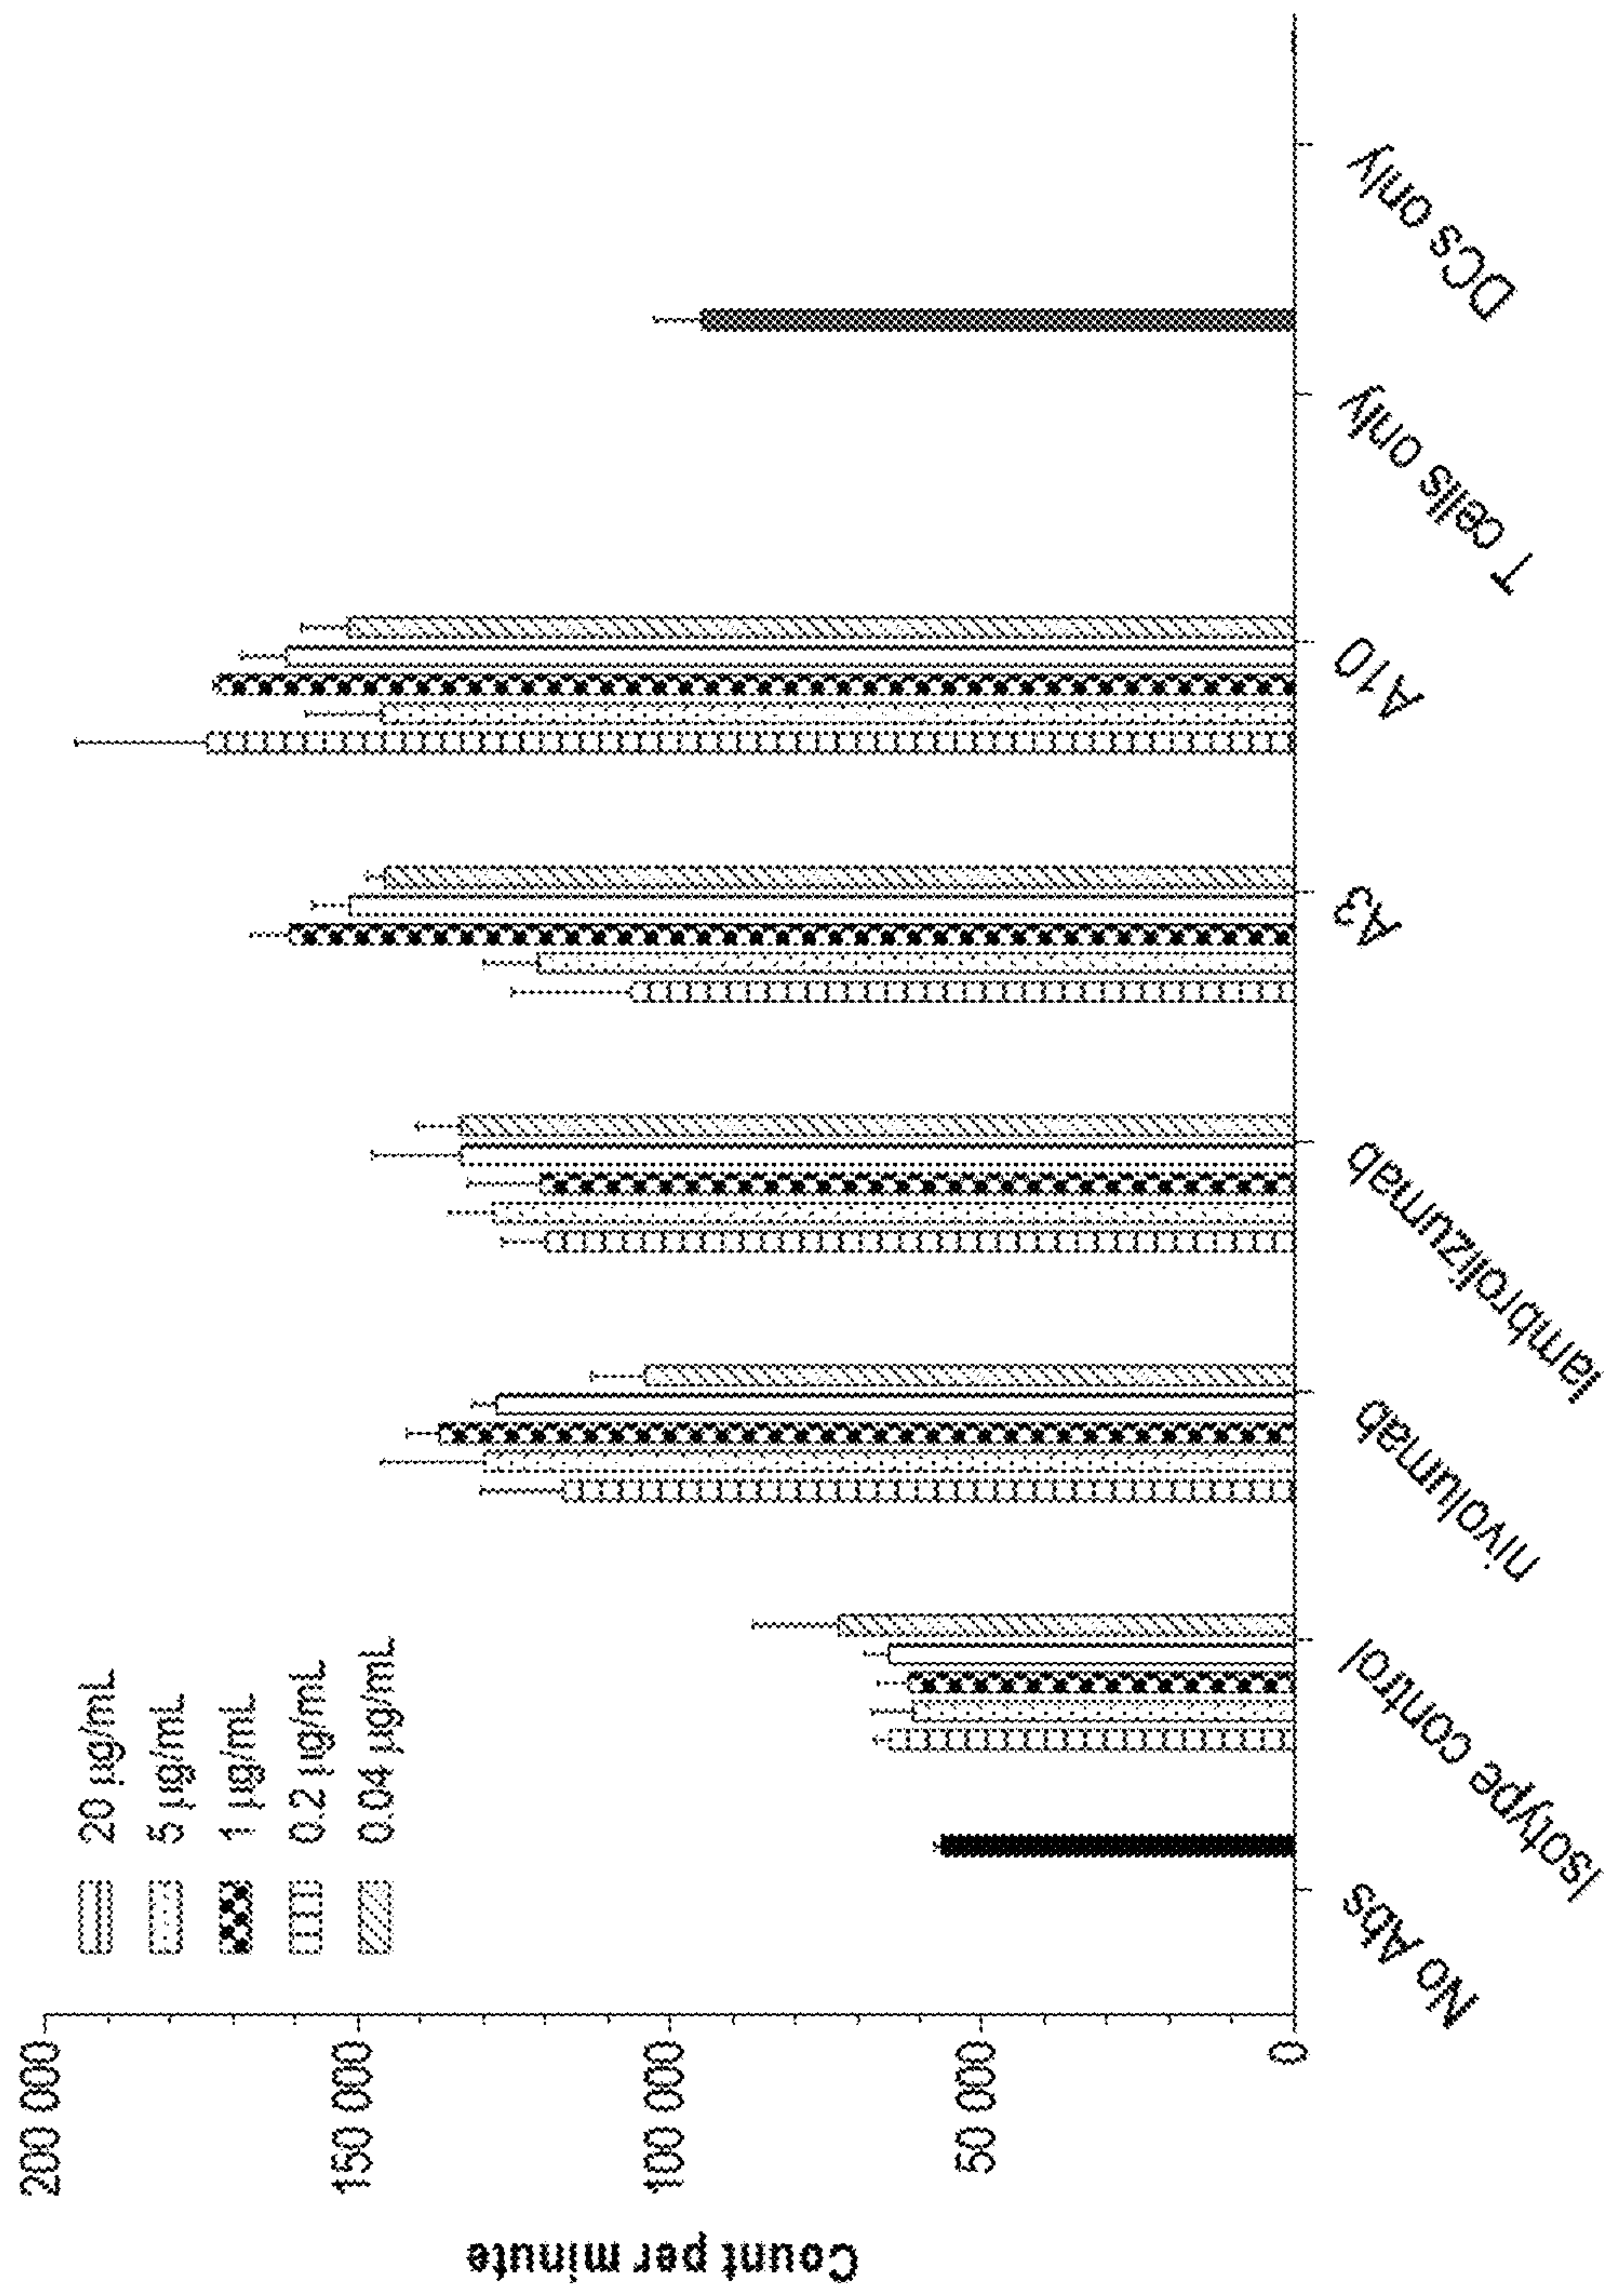 Count per minute
200 000
150 000
100 000
50 000
0
20 µg/mL
5 µg/mL
1 µg/mL
0.2 µg/mL
0.04 µg/mL
No Abs
Isotype control
nivolumab
lambrolizumab
A3
A10
T cells only
DCs only